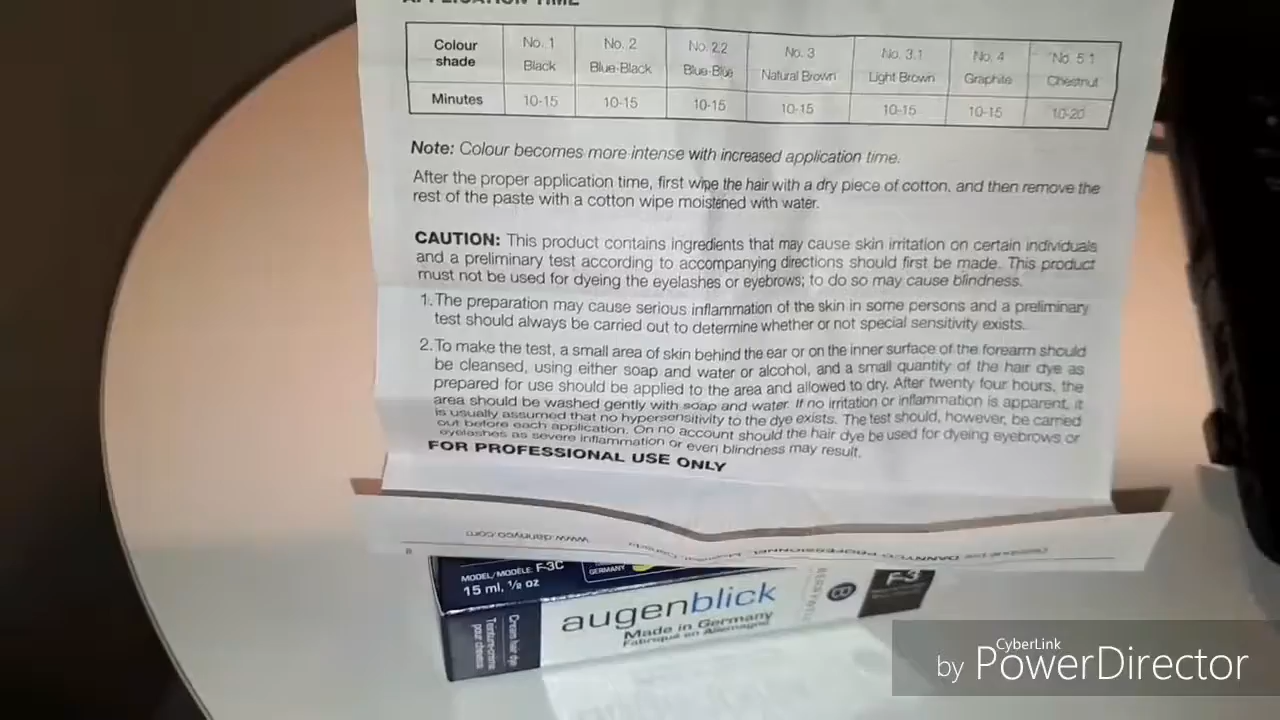 APPLICATION TIME
Colour shade No. 1 Black No. 2 Blue-Black No. 2.2 Blue-Blue No. 3 Natural Brown No. 3.1 Light Brown No. 4 Graphite No. 5.1 Chestnut
Minutes 10-15 10-15 10-15 10-15 10-15 10-15 10-20
Note: Colour becomes more intense with increased application time.
After the proper application time, first wipe the hair with a dry piece of cotton, and then remove the
rest of the paste with a cotton wipe moistened with water.
CAUTION: This product contains ingredients that may cause skin irritation on certain individuals
and a preliminary test according to accompanying directions should first be made. This product
must not be used for dyeing the eyelashes or eyebrows; to do so may cause blindness.
1. The preparation may cause serious inflammation of the skin in some persons and a preliminary
test should always be carried out to determine whether or not special sensitivity exists.
2. To make the test, a small area of skin behind the ear or on the inner surface of the forearm should
be cleansed, using either soap and water or alcohol, and a small quantity of the hair dye as
prepared for use should be applied to the area and allowed to dry. After twenty four hours, the
area should be washed gently with soap and water. If no irritation or inflammation is apparent, it
is usually assumed that no hypersensitivity to the dye exists. The test should, however, be carried
out before each application. On no account should the hair dye be used for dyeing eyebrows or
eyelashes as severe inflammation or even blindness may result.
FOR PROFESSIONAL USE ONLY
www.dannyco.com
MODEL/MODÈLE: F-3C
15 ml, ½ oz
GERMANY
Cream hair dye
Teinture-crème
pour cheveux
augenblick
Made in Germany
Fabriqué en Allemagne
F-3
CyberLink
by PowerDirector